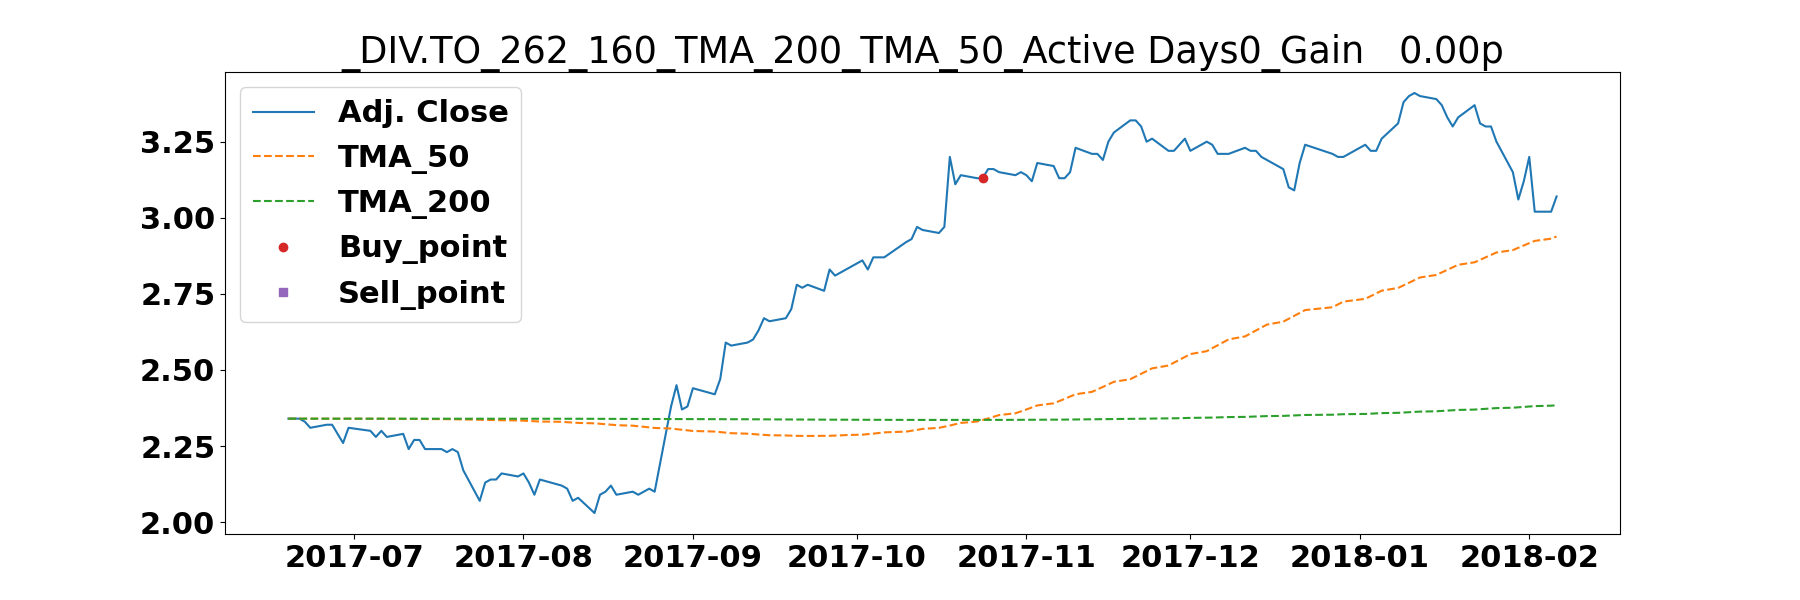 _DIV.TO_262_160_TMA_200_TMA_50_Active Days0_Gain   0.00p
Adj. Close
TMA_50
TMA_200
Buy_point
Sell_point
3.25
3.00
2.75
2.50
2.25
2.00
2017-07 2017-08 2017-09 2017-10 2017-11 2017-12 2018-01 2018-02